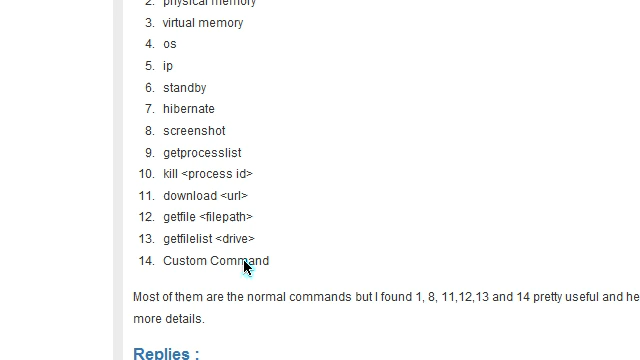 2. physical memory
3. virtual memory
4. os
5. ip
6. standby
7. hibernate
8. screenshot
9. getprocesslist
10. kill <process id>
11. download <url>
12. getfile <filepath>
13. getfilelist <drive>
14. Custom Command
Most of them are the normal commands but I found 1, 8, 11,12,13 and 14 pretty useful and he
more details.
Replies :